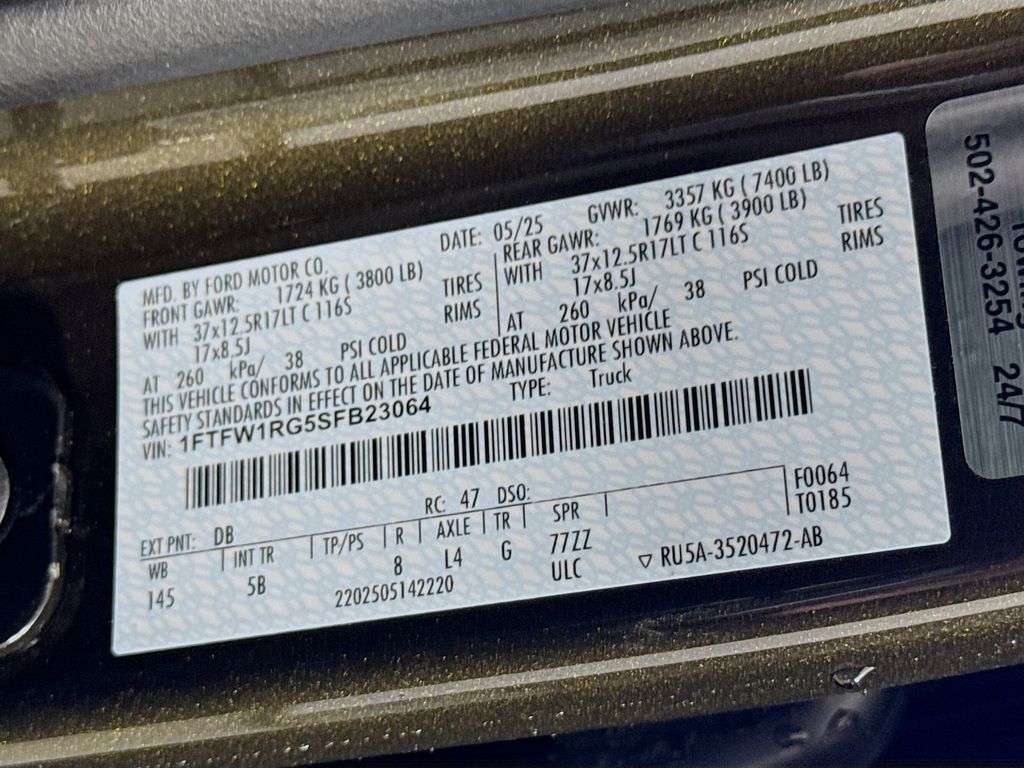 MFD. BY FORD MOTOR CO.
DATE: 05/25
GVWR: 3357 KG ( 7400 LB)
FRONT GAWR: 1724 KG ( 3800 LB)
WITH 37x12.5R17LT C 116S TIRES
17x8.5J RIMS
AT 260 kPa/ 38 PSI COLD
REAR GAWR: 1769 KG ( 3900 LB)
WITH 37x12.5R17LT C 116S TIRES
17x8.5J RIMS
AT 260 kPa/ 38 PSI COLD
THIS VEHICLE CONFORMS TO ALL APPLICABLE FEDERAL MOTOR VEHICLE
SAFETY STANDARDS IN EFFECT ON THE DATE OF MANUFACTURE SHOWN ABOVE.
VIN: 1FTFW1RG5SFB23064
TYPE: Truck
EXT PNT: DB RC: 47 DSO:
WB INT TR TP/PS R AXLE TR SPR
145 5B 8 L4 G 77ZZ
2202505142220 ULC
F0064
T0185
▽ RU5A-3520472-AB
502-426-3254 24/7